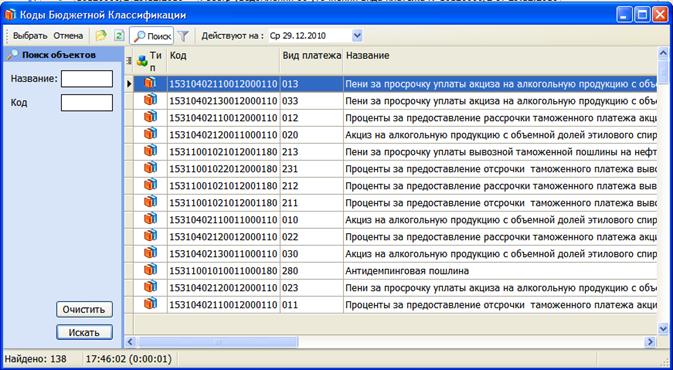 Коды Бюджетной Классификации
Выбрать Отмена Поиск Действуют на : Ср 29.12.2010
Поиск объектов
Название:
Код
Очистить
Искать
Тип Код Вид платежа Название
15310402110012000110 013 Пени за просрочку уплаты акциза на алкогольную продукцию с объе
15310402130012000110 033 Пени за просрочку уплаты акциза на алкогольную продукцию с объе
15310402110012000110 012 Проценты за предоставление рассрочки таможенного платежа акци
15310402120011000110 020 Акциз на алкогольную продукцию с объемной долей этилового спир
15311001021012001180 213 Пени за просрочку уплаты вывозной таможенной пошлины на нефт
15311001022012000180 231 Проценты за предоставление отсрочки таможенного платежа выво
15311001021012001180 212 Проценты за предоставление рассрочки таможенного платежа выв
15311001021012001180 211 Проценты за предоставление отсрочки таможенного платежа выво
15310402110011000110 010 Акциз на алкогольную продукцию с объемной долей этилового спир
15310402120012000110 022 Проценты за предоставление рассрочки таможенного платежа акци
15310402130011000110 030 Акциз на алкогольную продукцию с объемной долей этилового спир
15311001010011000180 280 Антидемпинговая пошлина
15310402120012000110 023 Пени за просрочку уплаты акциза на алкогольную продукцию с объе
15310402110012000110 011 Проценты за предоставление отсрочки таможенного платежа акци
Найдено: 138 17:46:02 (0:00:01)